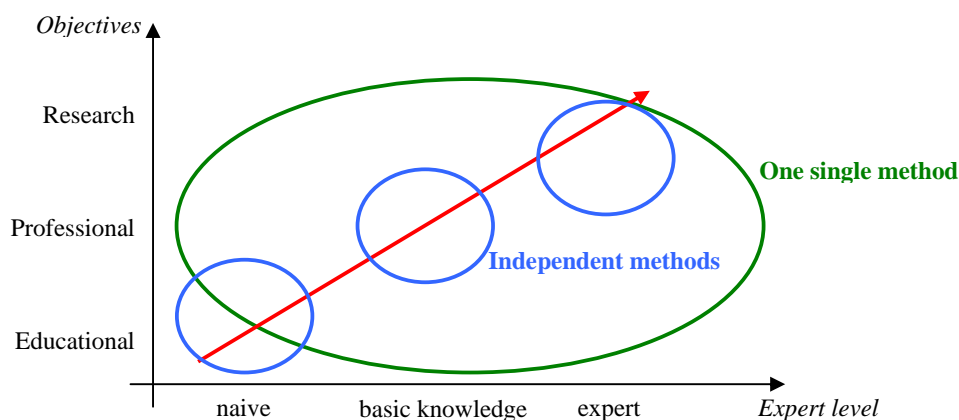 Objectives
Research
One single method
Professional
Independent methods
Educational
naive basic knowledge expert Expert level